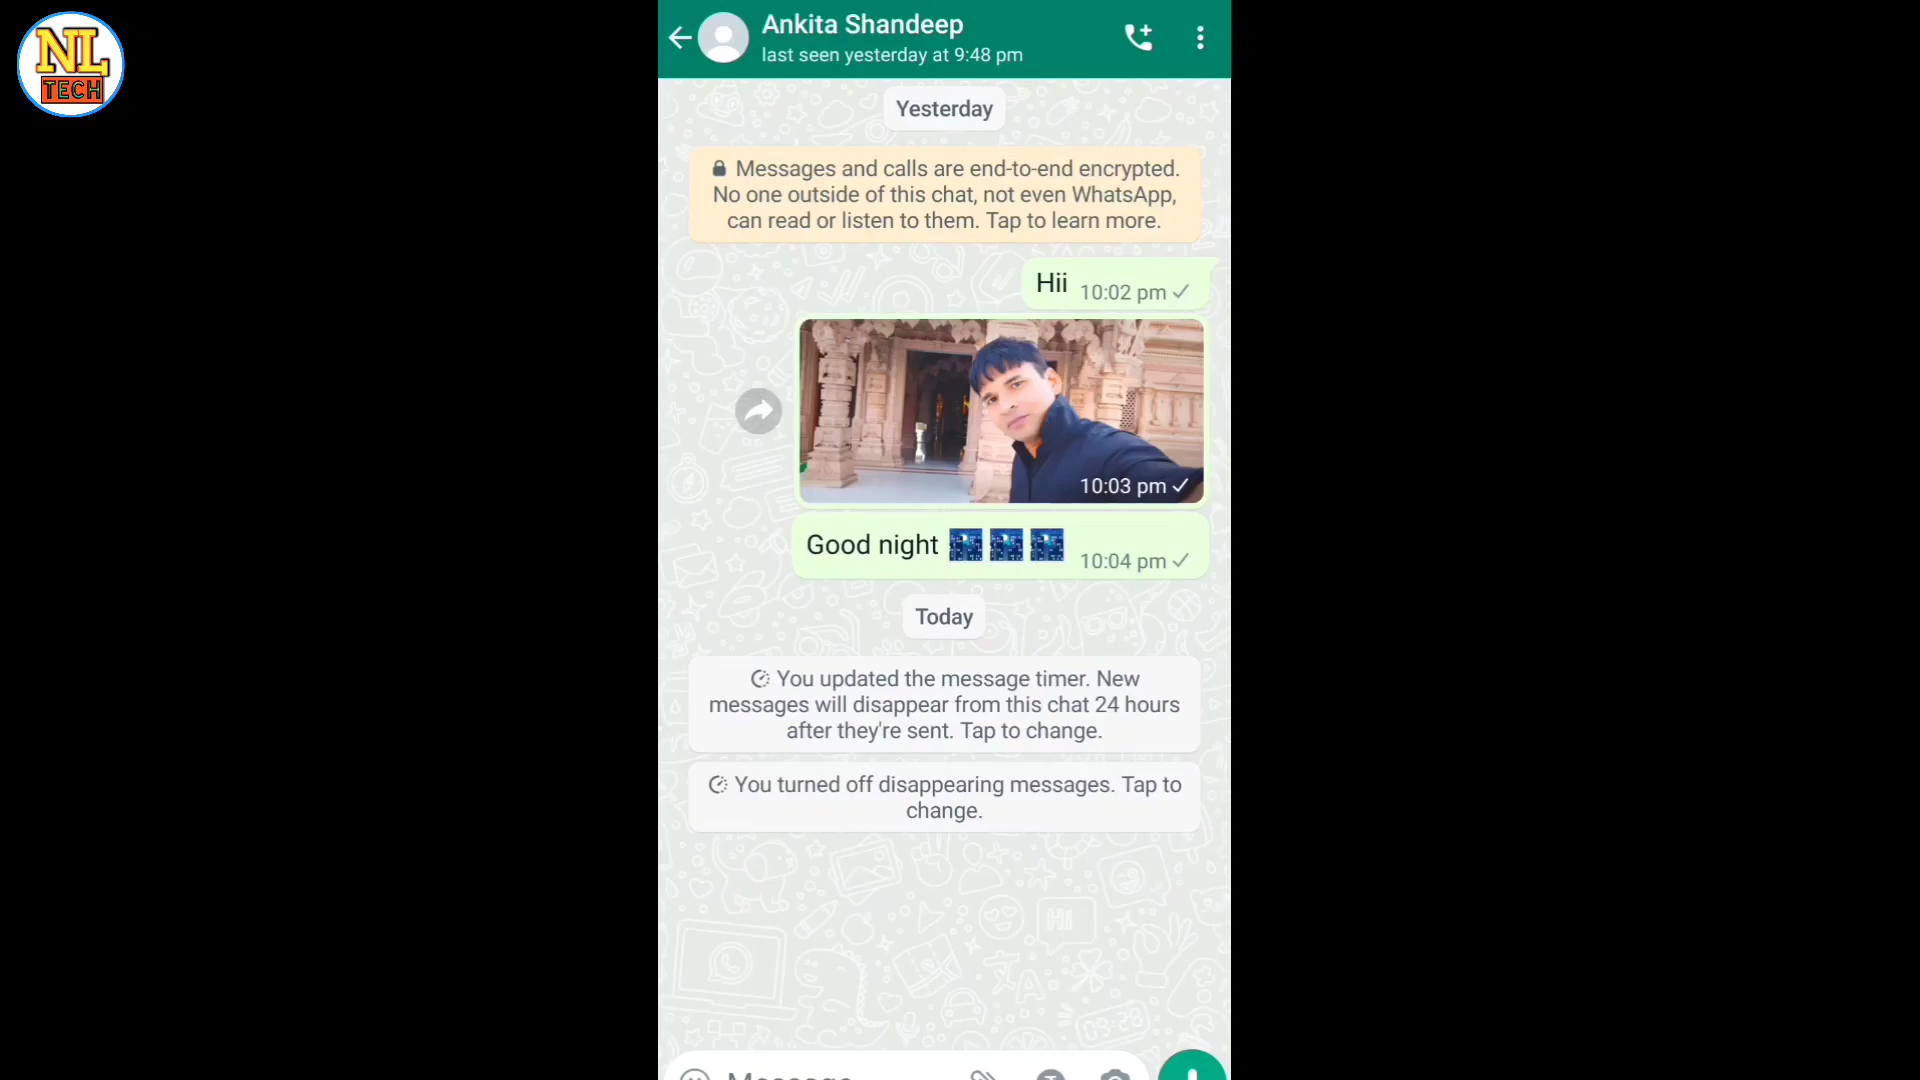 NL
TECH
Ankita Shandeep
last seen yesterday at 9:48 pm
Yesterday
Messages and calls are end-to-end encrypted.
No one outside of this chat, not even WhatsApp,
can read or listen to them. Tap to learn more.
Hii 10:02 pm
10:03 pm
Good night 🌃🌃🌃 10:04 pm
Today
You updated the message timer. New
messages will disappear from this chat 24 hours
after they're sent. Tap to change.
You turned off disappearing messages. Tap to
change.
Message